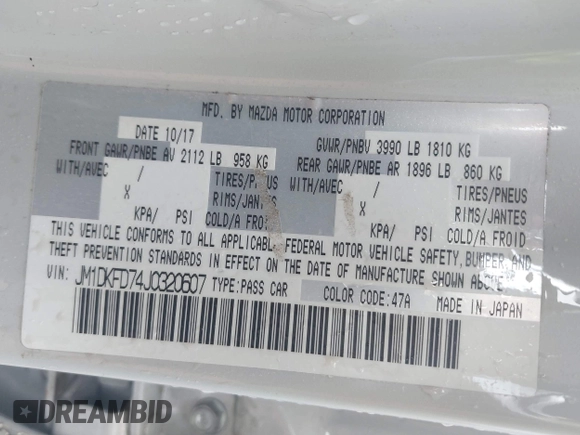 MFD. BY MAZDA MOTOR CORPORATION
DATE 10/17
GVWR/PNBV 3990 LB 1810 KG
FRONT GAWR/PNBE AV 2112 LB 958 KG
REAR GAWR/PNBE AR 1896 LB 860 KG
WITH/AVEC / TIRES/PNEUS
WITH/AVEC / TIRES/PNEUS
X RIMS/JANTES
X RIMS/JANTES
KPA/ PSI COLD/A FROID
KPA/ PSI COLD/A FROID
THIS VEHICLE CONFORMS TO ALL APPLICABLE FEDERAL MOTOR VEHICLE SAFETY, BUMPER AND
THEFT PREVENTION STANDARDS IN EFFECT ON THE DATE OF MANUFACTURE SHOWN ABOVE
VIN: JM1DKFD74J0320607 TYPE: PASS CAR COLOR CODE: 47A MADE IN JAPAN
DREAMBID